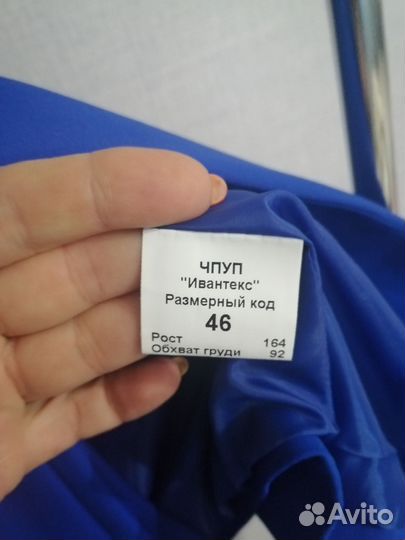 ЧПУП
"Ивантекс"
Размерный код
46
Рост 164
Обхват груди 92
Avito